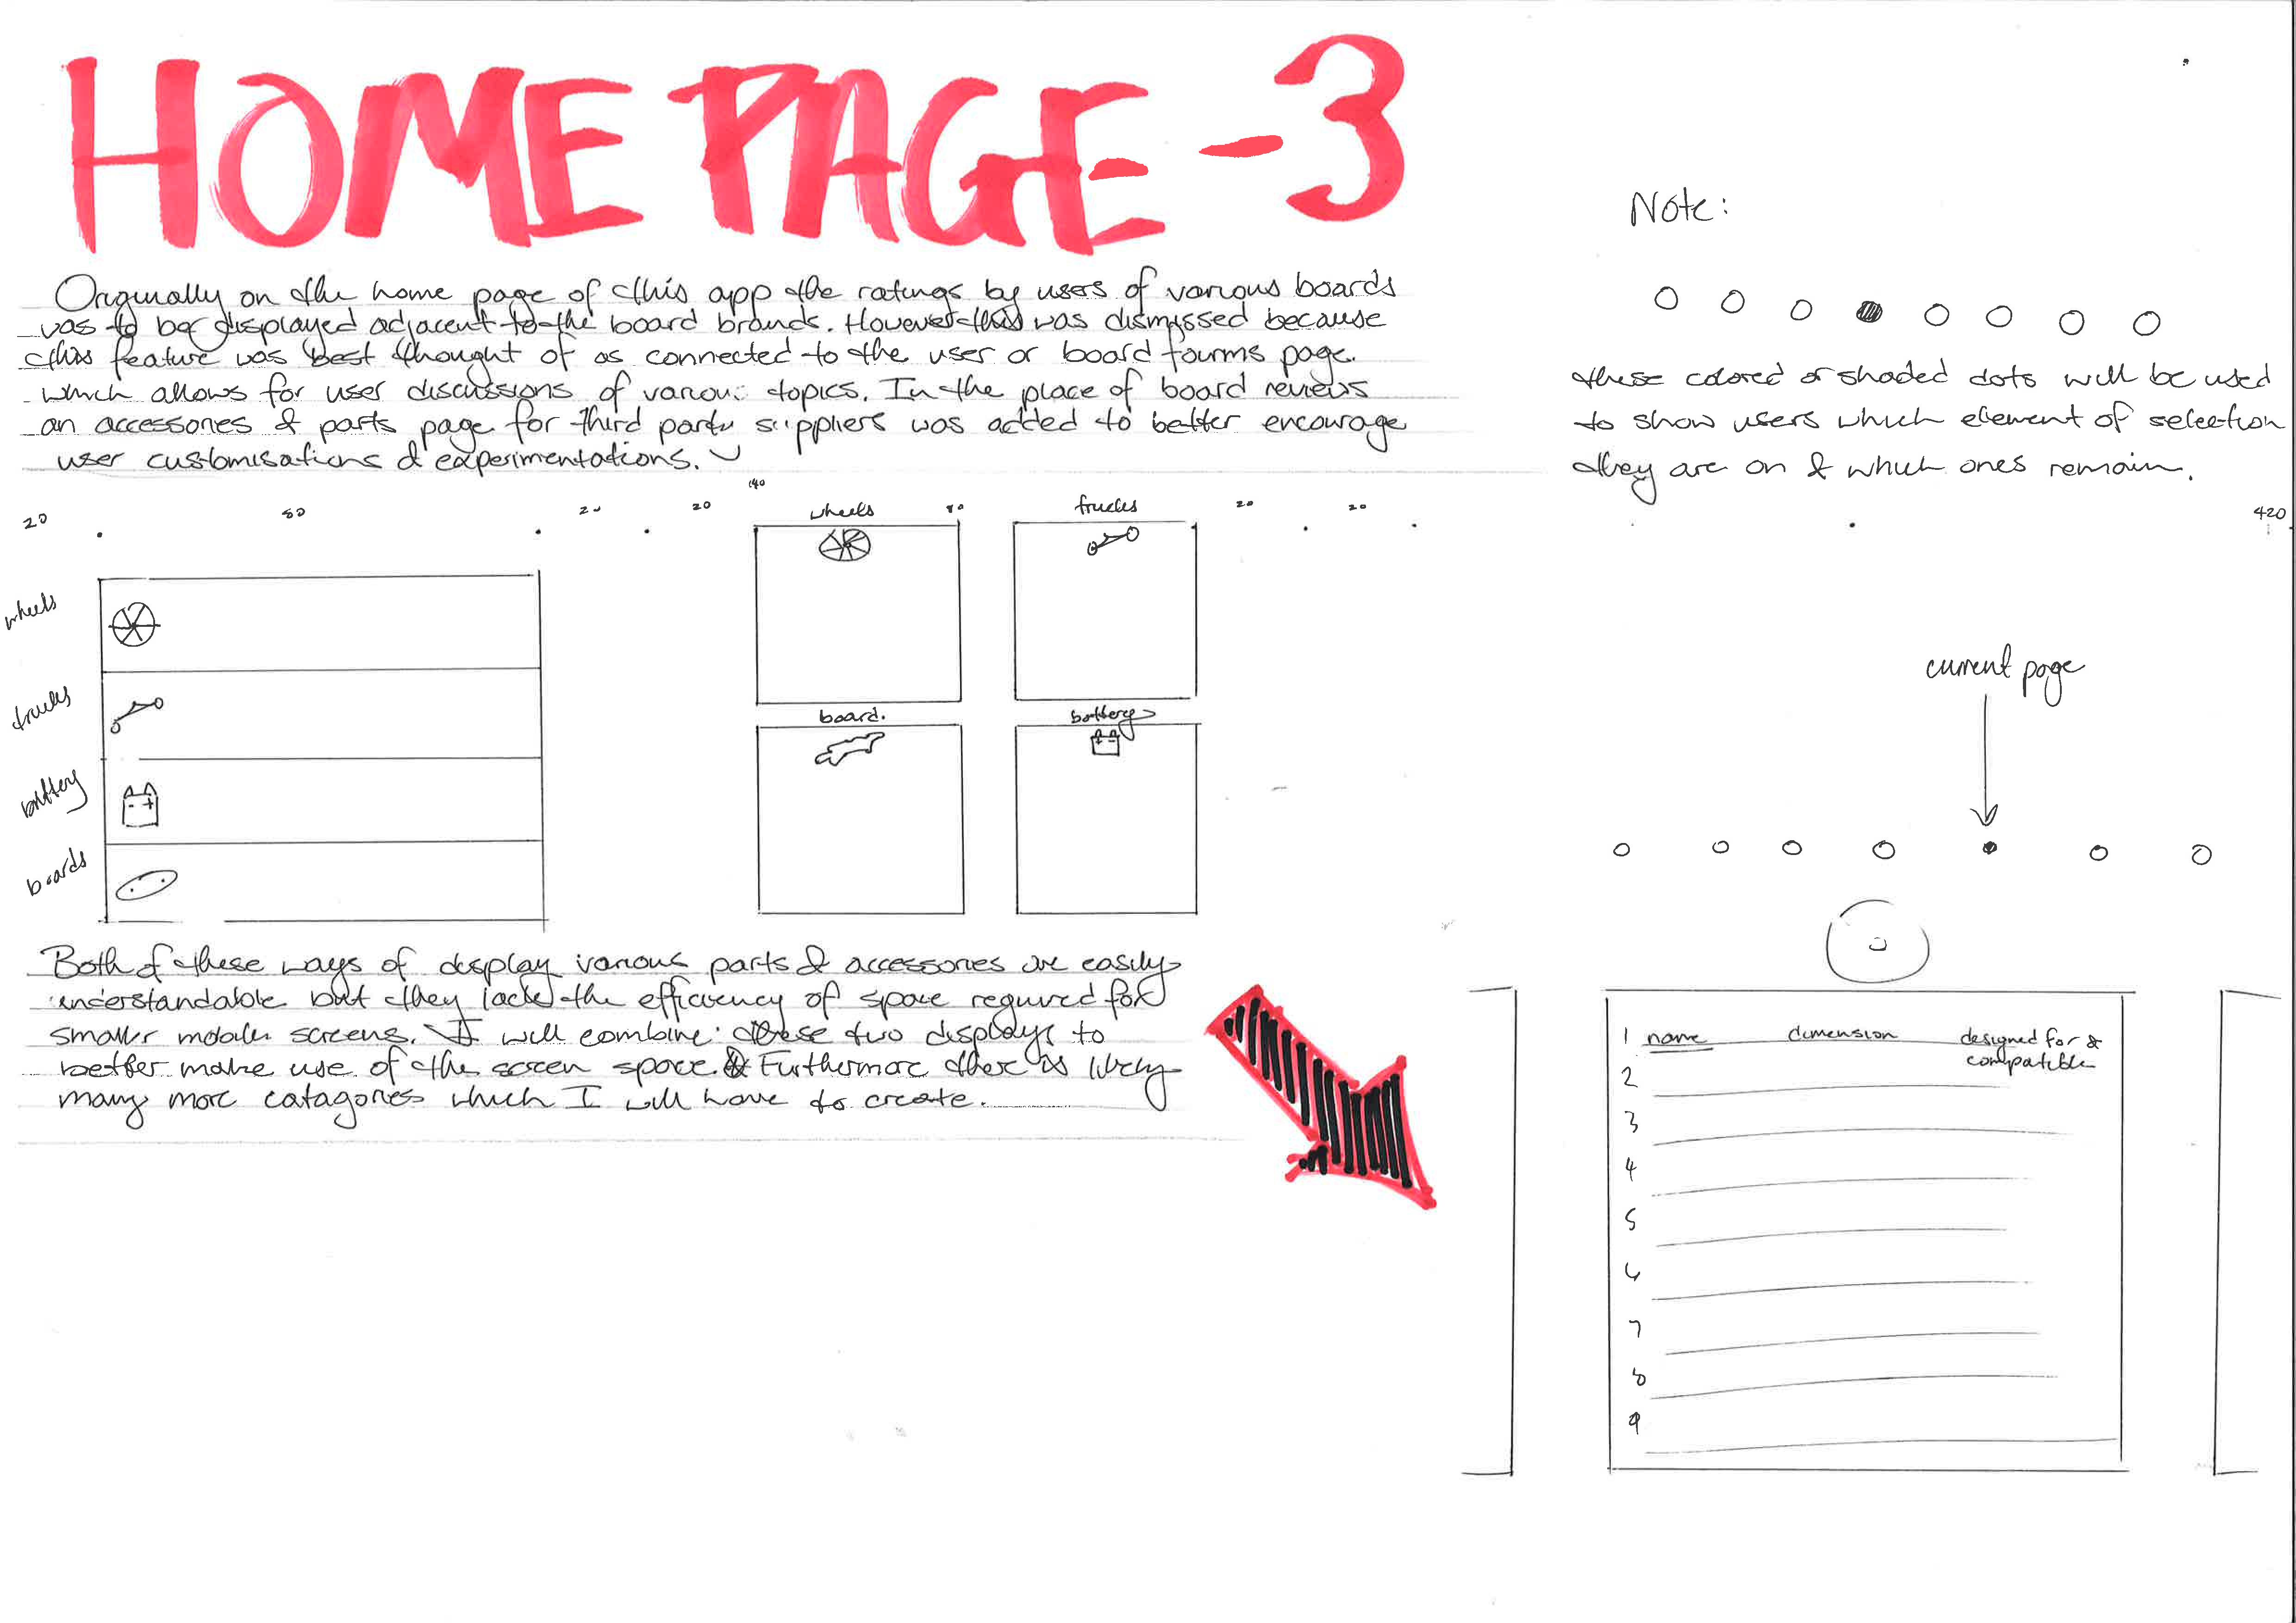 HOME PAGE - 3
Originally on the home page of this app the ratings by users of various boards
was to be displayed adjacent to the board brands. However this was dismissed because
this feature was best thought of as connected to the user or board fourms page.
which allows for user discussions of various topics. In the place of board reviews
an accessories & parts page for third party suppliers was added to better encourage
user customisations & experimentations.
Note:
these colored or shaded dots will be used
to show users which element of selection
they are on & which ones remain.
20 80 20 20 140 80 20 20 420
wheels
trucks
battery
boards
wheels trucks
board. battery
Both of these ways of display various parts & accessories are easily
understandable but they lack the efficiency of space required for
smaller mobile screens. I will combine these two displays to
better make use of the screen space. Furthermore there is likely
many more catagories which I will have to create.
current page
1 name dimension designed for &
compatible
2
3
4
5
6
7
8
9